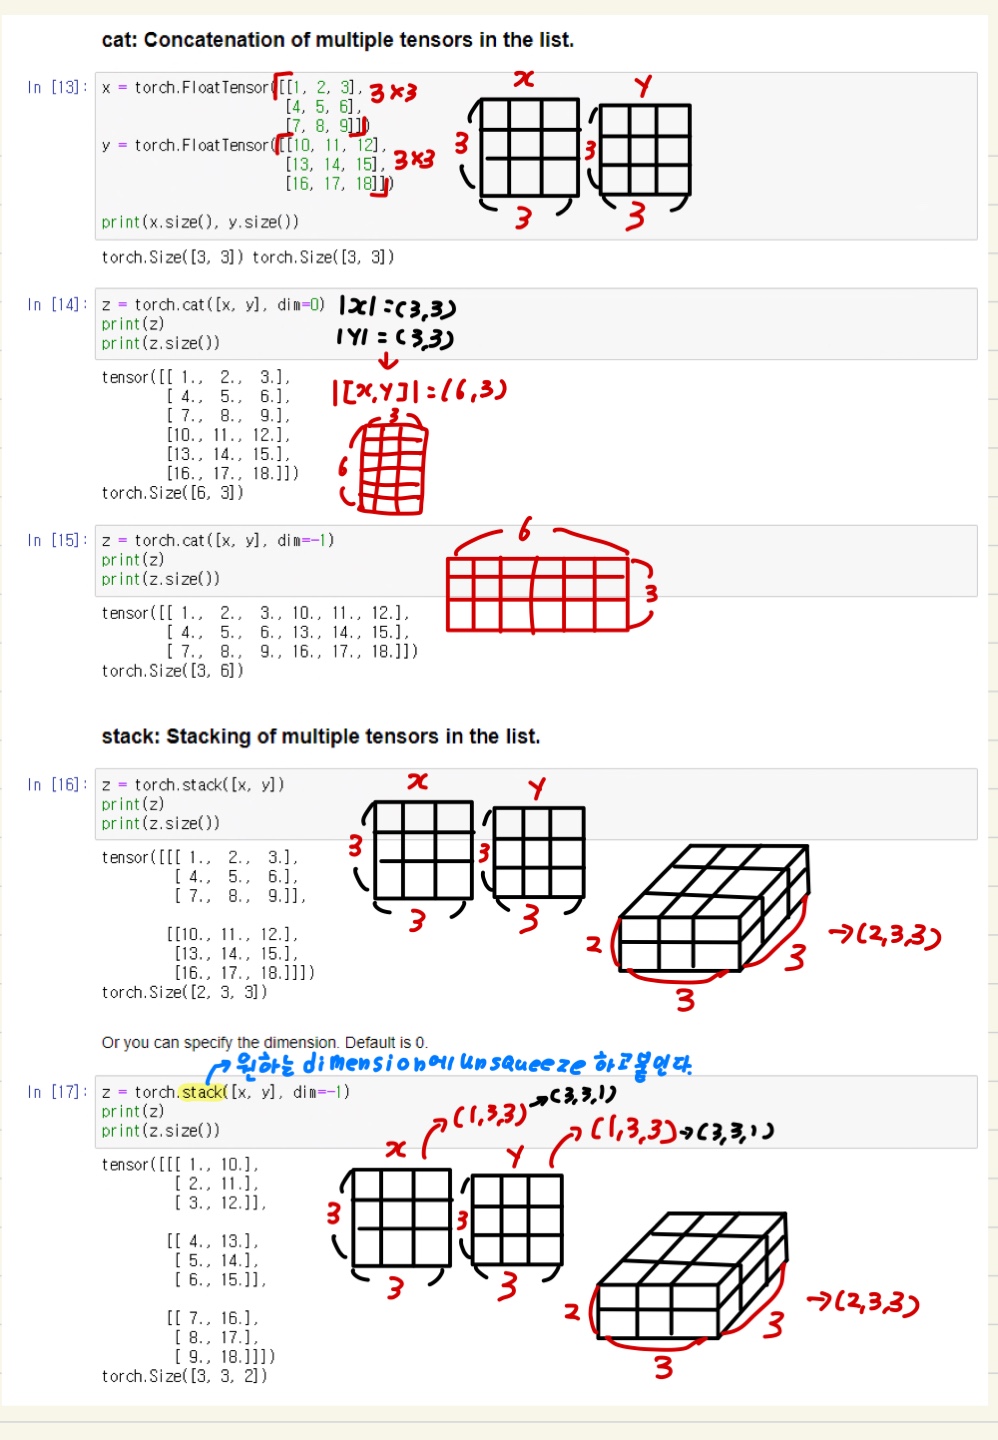 cat: Concatenation of multiple tensors in the list.
In [13]: x = torch.FloatTensor([[1, 2, 3], 3×3
[4, 5, 6],
[7, 8, 9]])
y = torch.FloatTensor([[10, 11, 12],
[13, 14, 15], 3×3
[16, 17, 18]])
print(x.size(), y.size())
x
y
3
3
3
3
torch.Size([3, 3]) torch.Size([3, 3])
In [14]: z = torch.cat([x, y], dim=0) |x| = (3,3)
print(z) |y| = (3,3)
print(z.size())
tensor([[ 1.,  2.,  3.],
[ 4.,  5.,  6.],
[ 7.,  8.,  9.],
[10., 11., 12.],
[13., 14., 15.],
[16., 17., 18.]])
torch.Size([6, 3])
↓
|[x,y]| = (6,3)
3
6
In [15]: z = torch.cat([x, y], dim=-1)
print(z)
print(z.size())
6
3
tensor([[ 1.,  2.,  3., 10., 11., 12.],
[ 4.,  5.,  6., 13., 14., 15.],
[ 7.,  8.,  9., 16., 17., 18.]])
torch.Size([3, 6])
stack: Stacking of multiple tensors in the list.
In [16]: z = torch.stack([x, y])
print(z)
print(z.size())
x
y
3
3
3
3
tensor([[[ 1.,  2.,  3.],
[ 4.,  5.,  6.],
[ 7.,  8.,  9.]],
[[10., 11., 12.],
[13., 14., 15.],
[16., 17., 18.]]])
torch.Size([2, 3, 3])
2
3
3
→(2,3,3)
Or you can specify the dimension. Default is 0.
→ 원하는 dimension에 unsqueeze 하고 붙인다.
In [17]: z = torch.stack([x, y], dim=-1)
print(z)
print(z.size())
x →(1,3,3) →(3,3,1)
y →(1,3,3) →(3,3,1)
3
3
3
3
tensor([[[ 1., 10.],
[ 2., 11.],
[ 3., 12.]],
[[ 4., 13.],
[ 5., 14.],
[ 6., 15.]],
[[ 7., 16.],
[ 8., 17.],
[ 9., 18.]]])
torch.Size([3, 3, 2])
2
3
3
→(2,3,3)